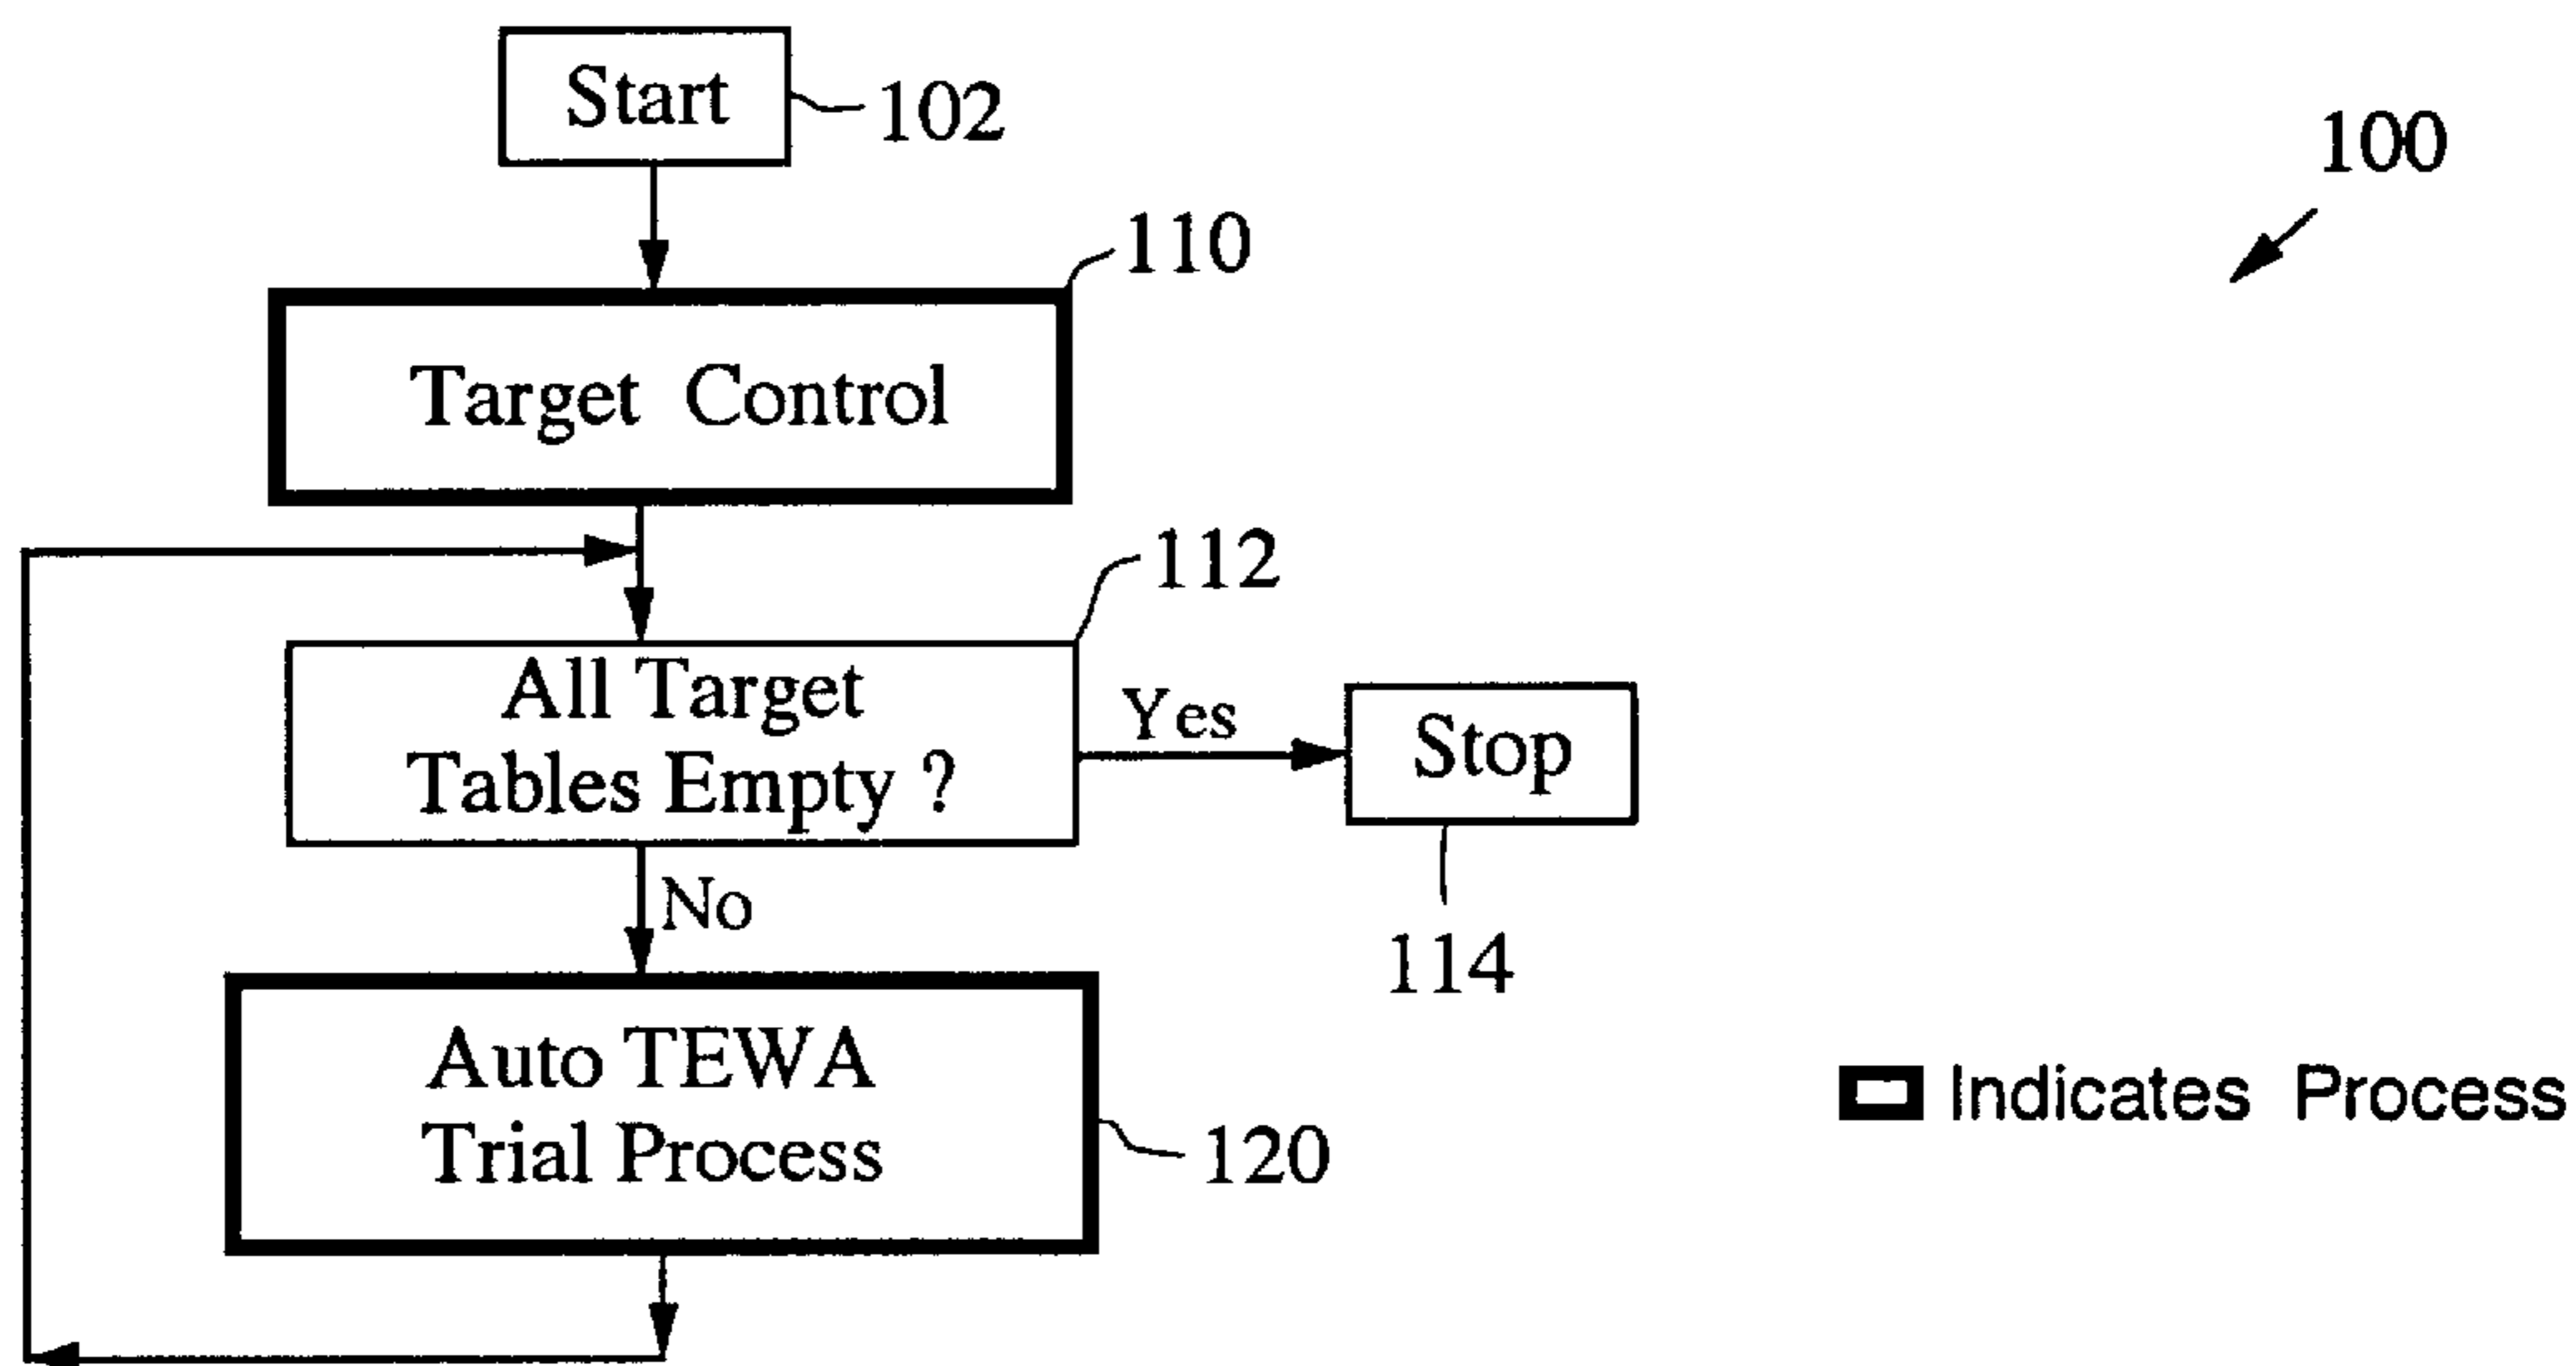 Start
102
100
110
Target Control
112
All Target
Tables Empty ?
Yes
Stop
No
114
Auto TEWA
Trial Process
120
Indicates Process